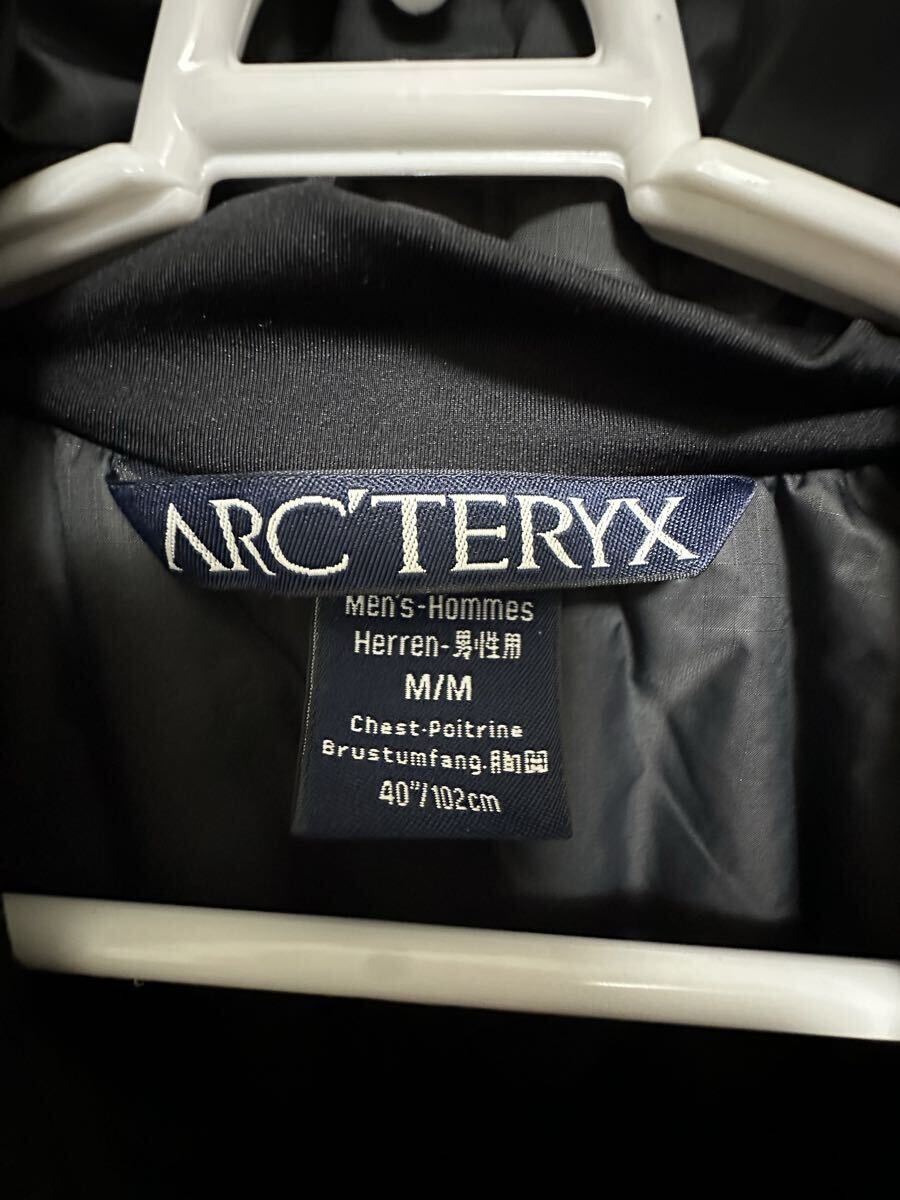 ARC'TERYX
Men's-Hommes
Herren-男性用
M/M
Chest-Poitrine
Brustumfang-胸囲
40"/102cm